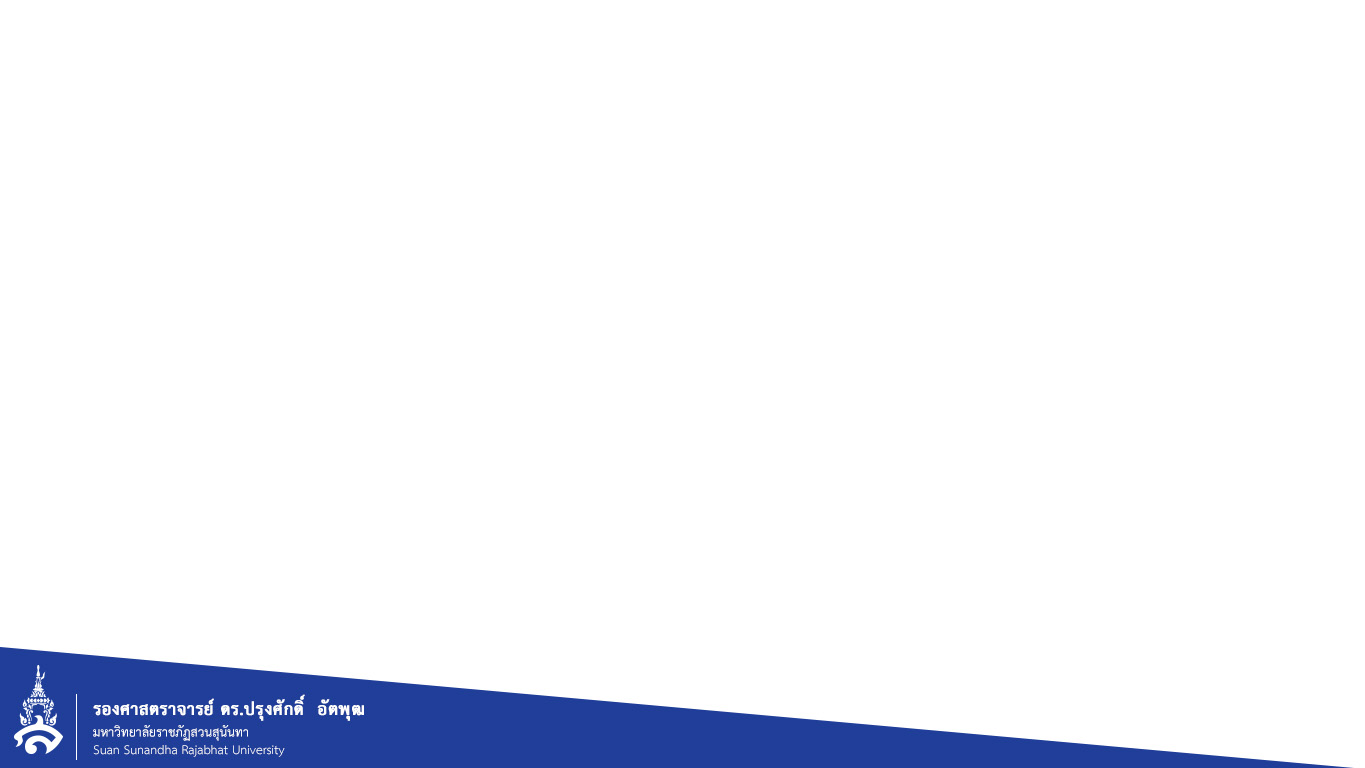 รองศาสตราจารย์ ดร.ปรุงศักดิ์ อัตพุฒ
มหาวิทยาลัยราชภัฏสวนสุนันทา
Suan Sunandha Rajabhat University